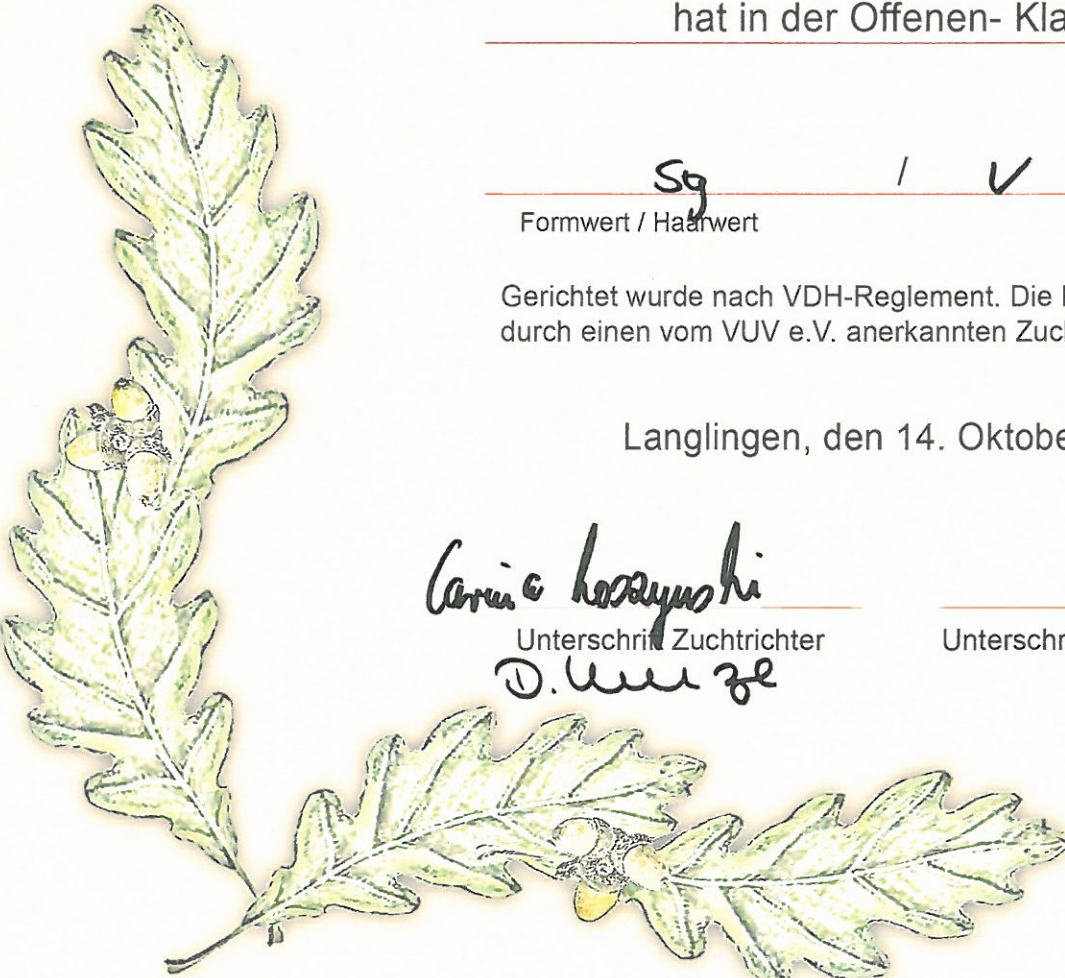 hat in der Offenen- Kla
Sg / V
Formwert / Haarwert
Gerichtet wurde nach VDH-Reglement. Die
durch einen vom VUV e.V. anerkannten Zuc
Langlingen, den 14. Oktobe
Carina
Unterschrift Zuchtrichter Unterschr
D. Kunze